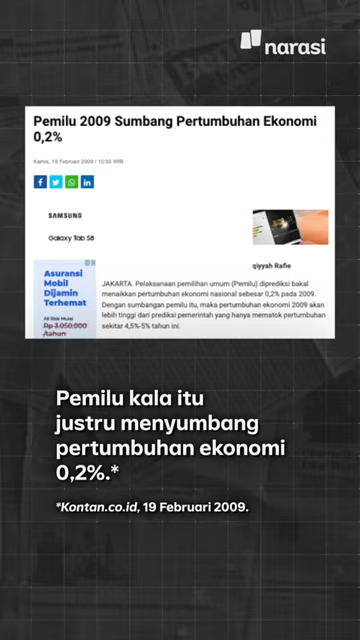 narasi
Pemilu 2009 Sumbang Pertumbuhan Ekonomi
0,2%
Kamis, 19 Februari 2009 / 10:50 WIB
SAMSUNG
Galaxy Tab S8
qiyyah Rafie
Asuransi
Mobil
Dijamin
Terhemat
All Risk Mulai
Rp 3.050.000
/tahun
JAKARTA. Pelaksanaan pemilihan umum (Pemilu) diprediksi bakal
menaikkan pertumbuhan ekonomi nasional sebesar 0,2% pada 2009.
Dengan sumbangan pemilu itu, maka pertumbuhan ekonomi 2009 akan
lebih tinggi dari prediksi pemerintah yang hanya mematok pertumbuhan
sekitar 4,5%-5% tahun ini.
Pemilu kala itu
justru menyumbang
pertumbuhan ekonomi
0,2%.*
*Kontan.co.id, 19 Februari 2009.